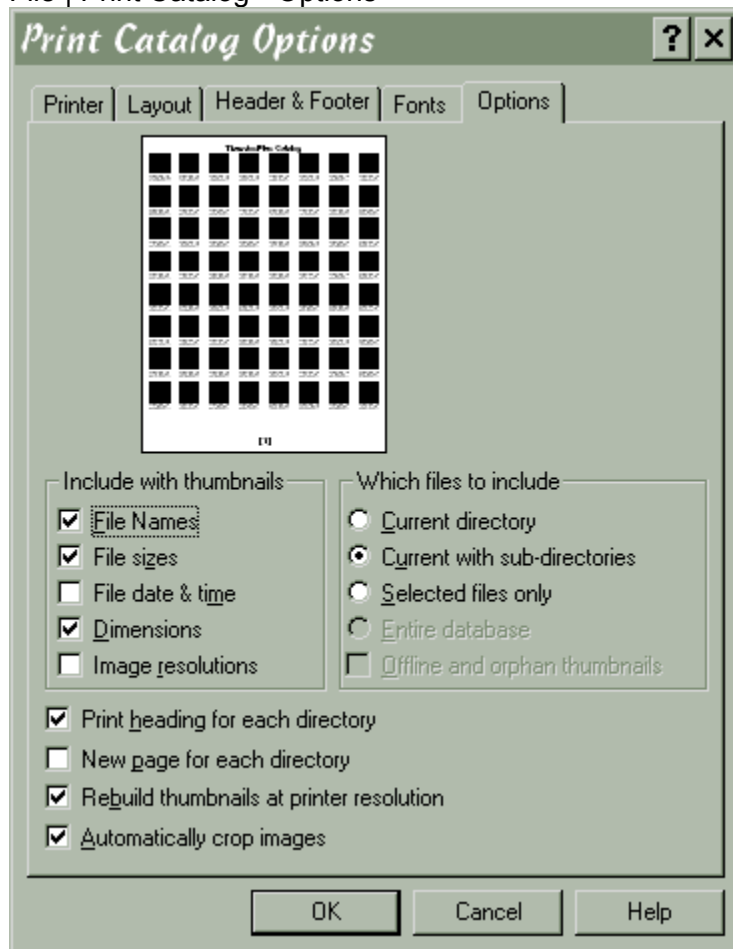 File | Print Catalog - Options
Print Catalog Options
? ×
Printer Layout Header & Footer Fonts Options
ThumbsPlus Catalog
[1]
Include with thumbnails
File Names
File sizes
File date & time
Dimensions
Image resolutions
Which files to include
Current directory
Current with sub-directories
Selected files only
Entire database
Offline and orphan thumbnails
Print heading for each directory
New page for each directory
Rebuild thumbnails at printer resolution
Automatically crop images
OK Cancel Help